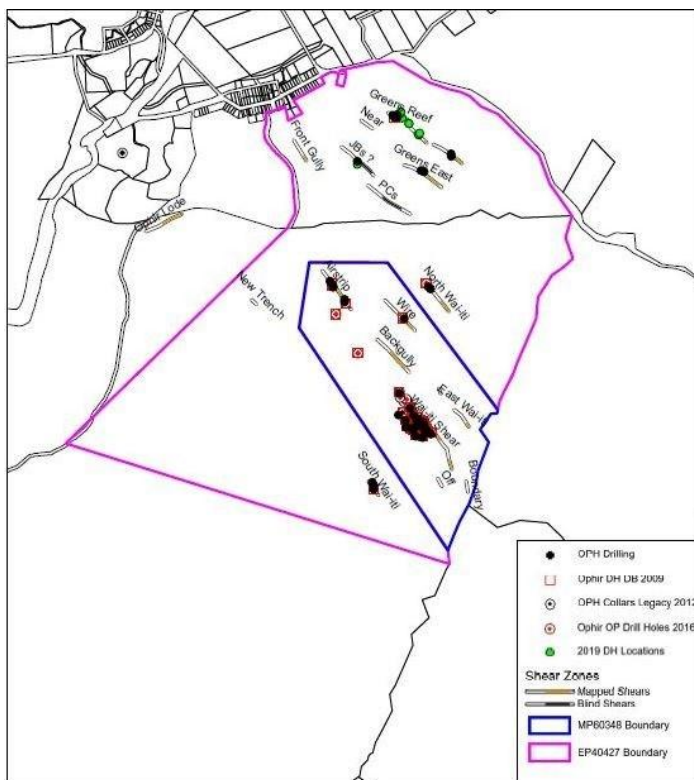 Greens Reef
Near
Front Gully
JBs ?
Greens East
PCs
Ophir Lode
New Trench
Airstrip
North Wai-iti
Wire
Backgully
East Wai-iti
Wai-iti Shear
Off
Boundary
South Wai-iti
OPH Drilling
Ophir DH DB 2009
OPH Collars Legacy 2012
Ophir OP Drill Holes 2016
2019 DH Locations
Shear Zones
Mapped Shears
Blind Shears
MP60348 Boundary
EP40427 Boundary